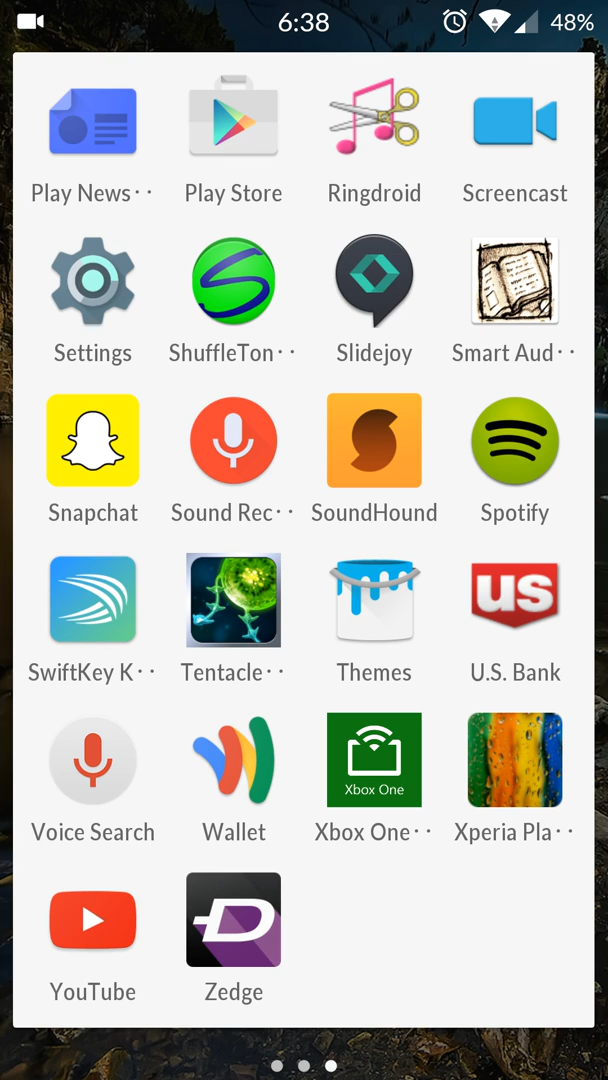 6:38 48%
Play News·· Play Store Ringdroid Screencast
Settings ShuffleTon·· Slidejoy Smart Aud··
Snapchat Sound Rec·· SoundHound Spotify
us
SwiftKey K·· Tentacle·· Themes U.S. Bank
Xbox One
Voice Search Wallet Xbox One·· Xperia Pla··
YouTube Zedge